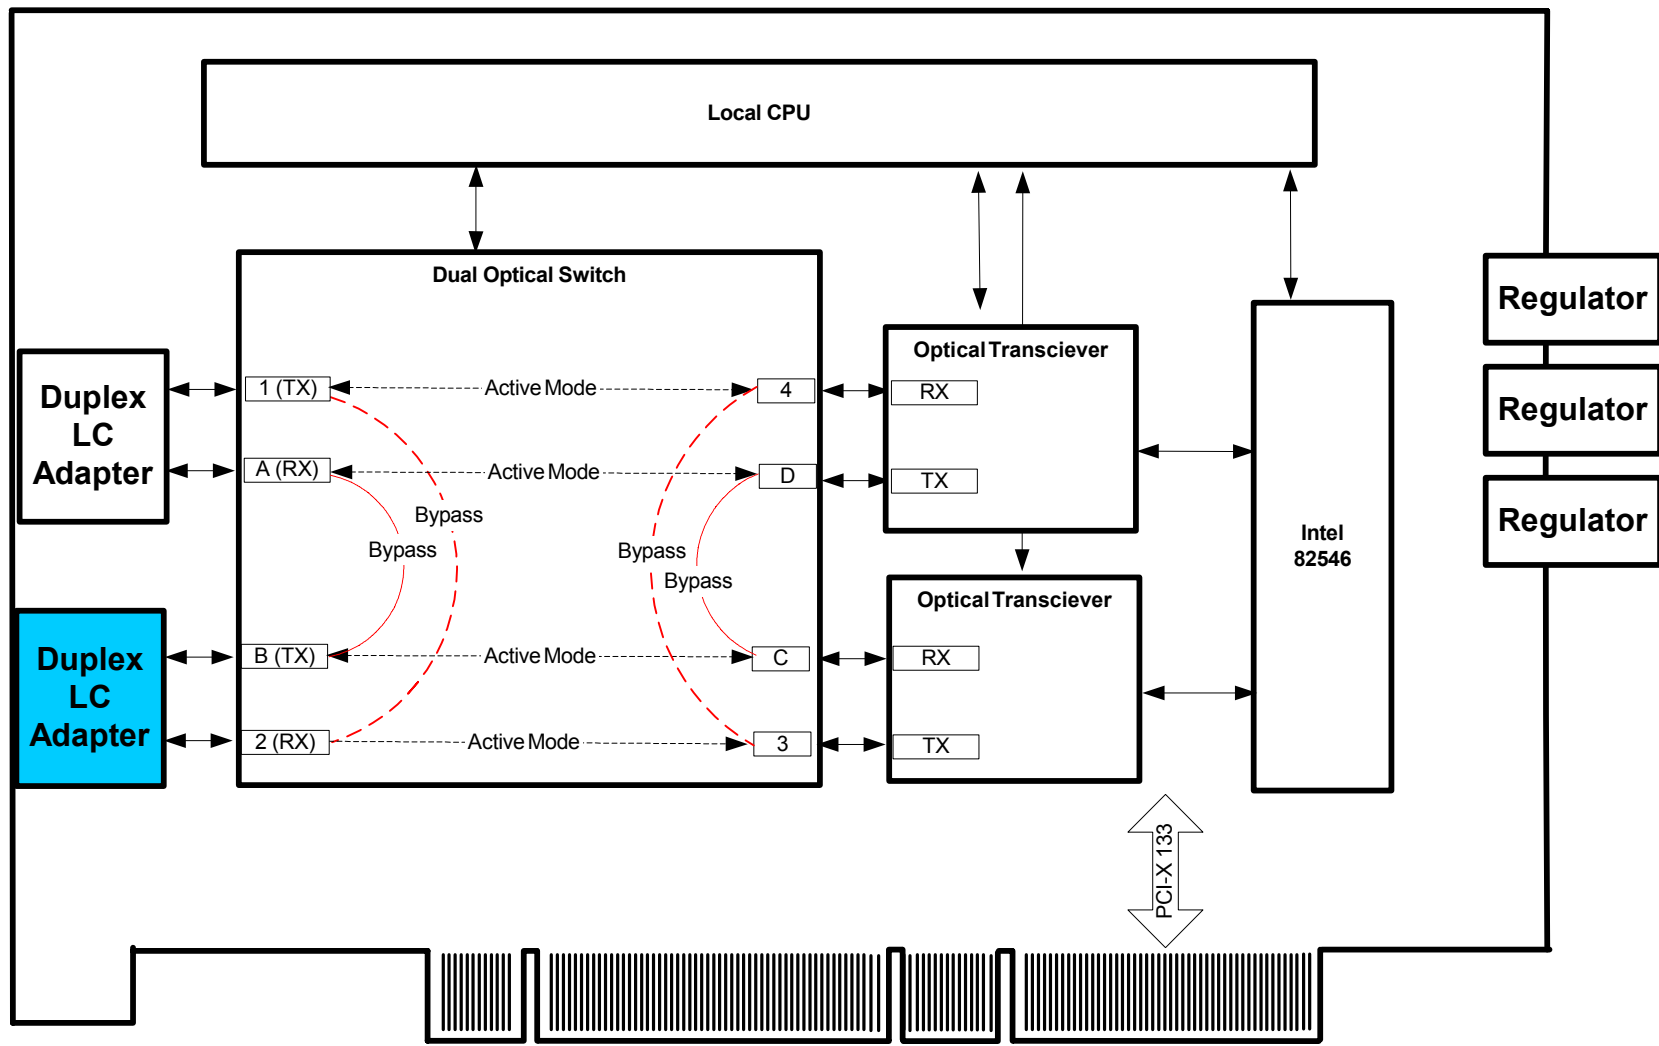 Local CPU
Dual Optical Switch
Regulator
Regulator
Regulator
Duplex
LC
Adapter
1 (TX)
Active Mode
4
A (RX)
Active Mode
D
Bypass
Bypass
Bypass
Bypass
B (TX)
Active Mode
C
2 (RX)
Active Mode
3
Duplex
LC
Adapter
Optical Transciever
RX
TX
Optical Transciever
RX
TX
Intel
82546
PCI-X 133